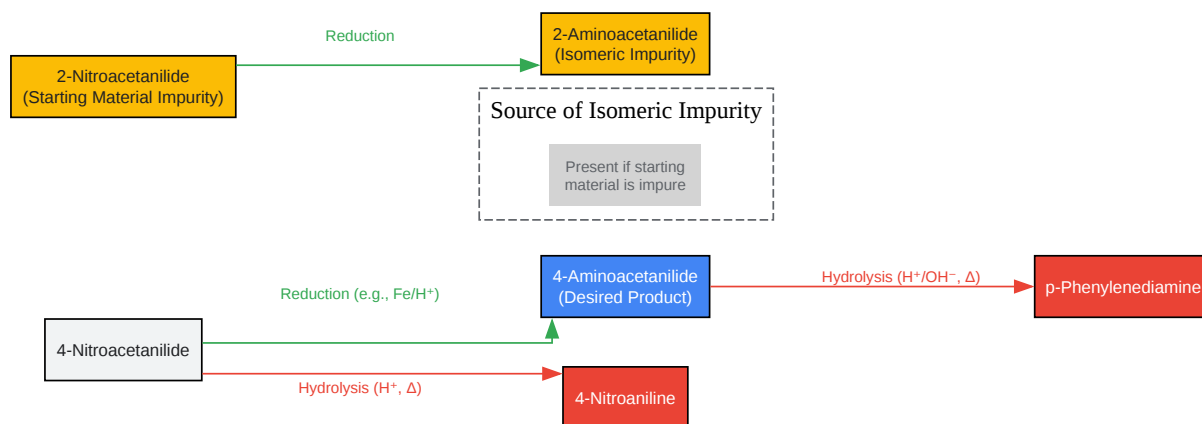 Reduction
2-Aminoacetanilide
(Isomeric Impurity)
2-Nitroacetanilide
(Starting Material Impurity)
Source of Isomeric Impurity
Present if starting
material is impure
4-Aminoacetanilide
(Desired Product)
Hydrolysis (H⁺/OH⁻, Δ)
p-Phenylenediamine
Reduction (e.g., Fe/H⁺)
4-Nitroacetanilide
Hydrolysis (H⁺, Δ)
4-Nitroaniline